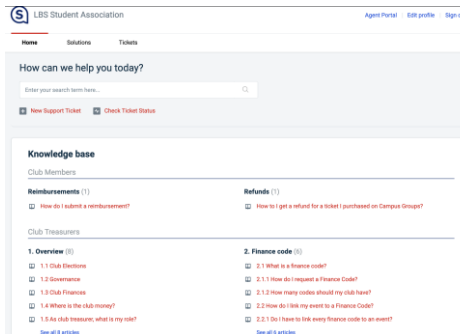 S LBS Student Association
Agent Portal | Edit profile | Sign
Home Solutions Tickets
How can we help you today?
Enter your search term here...
New Support Ticket Check Ticket Status
Knowledge base
Club Members
Reimbursements (1)
How do I submit a reimbursement?
Refunds (1)
How to I get a refund for a ticket I purchased on Campus Groups?
Club Treasurers
1. Overview (8)
1.1 Club Elections
1.2 Governance
1.3 Club Finances
1.4 Where is the club money?
1.5 As club treasurer, what is my role?
See all 8 articles
2. Finance code (6)
2.1 What is a finance code?
2.1.1 How do I request a Finance Code?
2.1.2 How many codes should my club have?
2.2 How do I link my event to a Finance Code?
2.2.1 Do I have to link every finance code to an event?
See all 6 articles